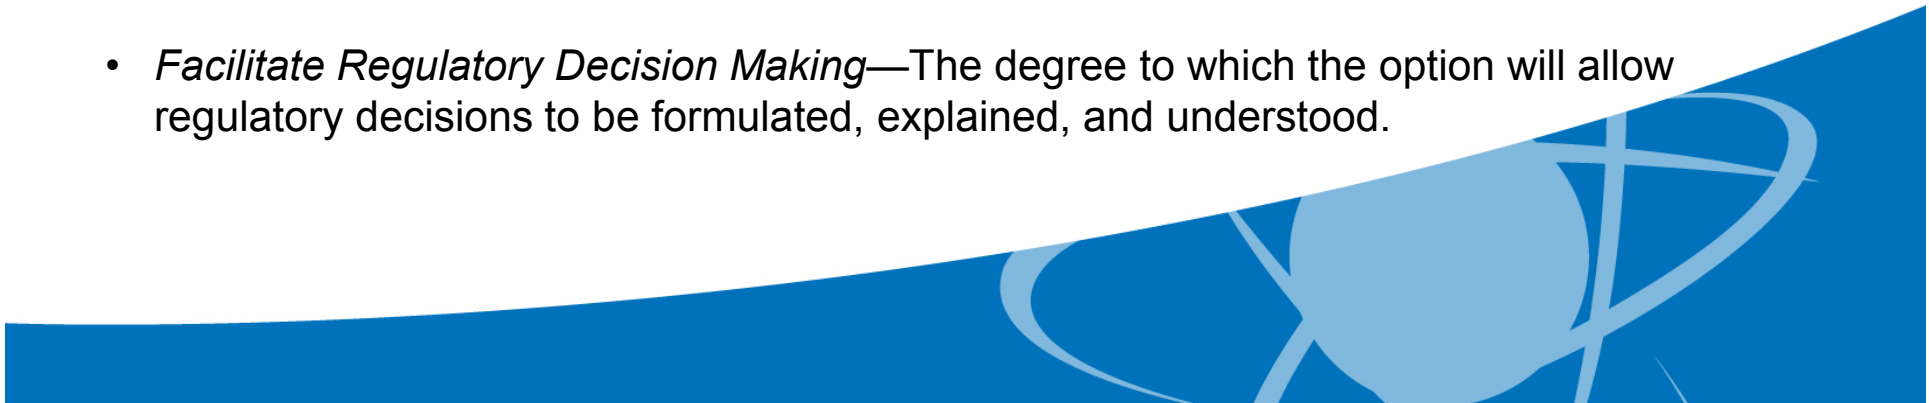 • Facilitate Regulatory Decision Making—The degree to which the option will allow
regulatory decisions to be formulated, explained, and understood.